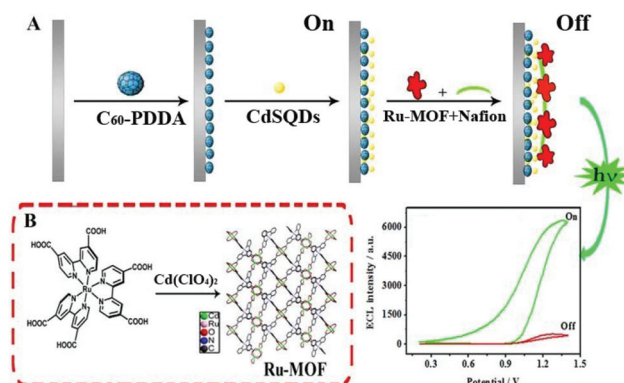 A
On
Off
C60-PDDA
CdSQDs
Ru-MOF+Nafion
+
hν
B
HOOC
COOH
HOOC
COOH
HOOC
COOH
N
N
N
N
N
N
Ru
Cd(ClO4)2
Cd
Ru
O
N
C
Ru-MOF
ECL intensity / a.u.
6000
4500
3000
1500
0
On
Off
0.3
0.6
0.9
1.2
1.5
Potential / V